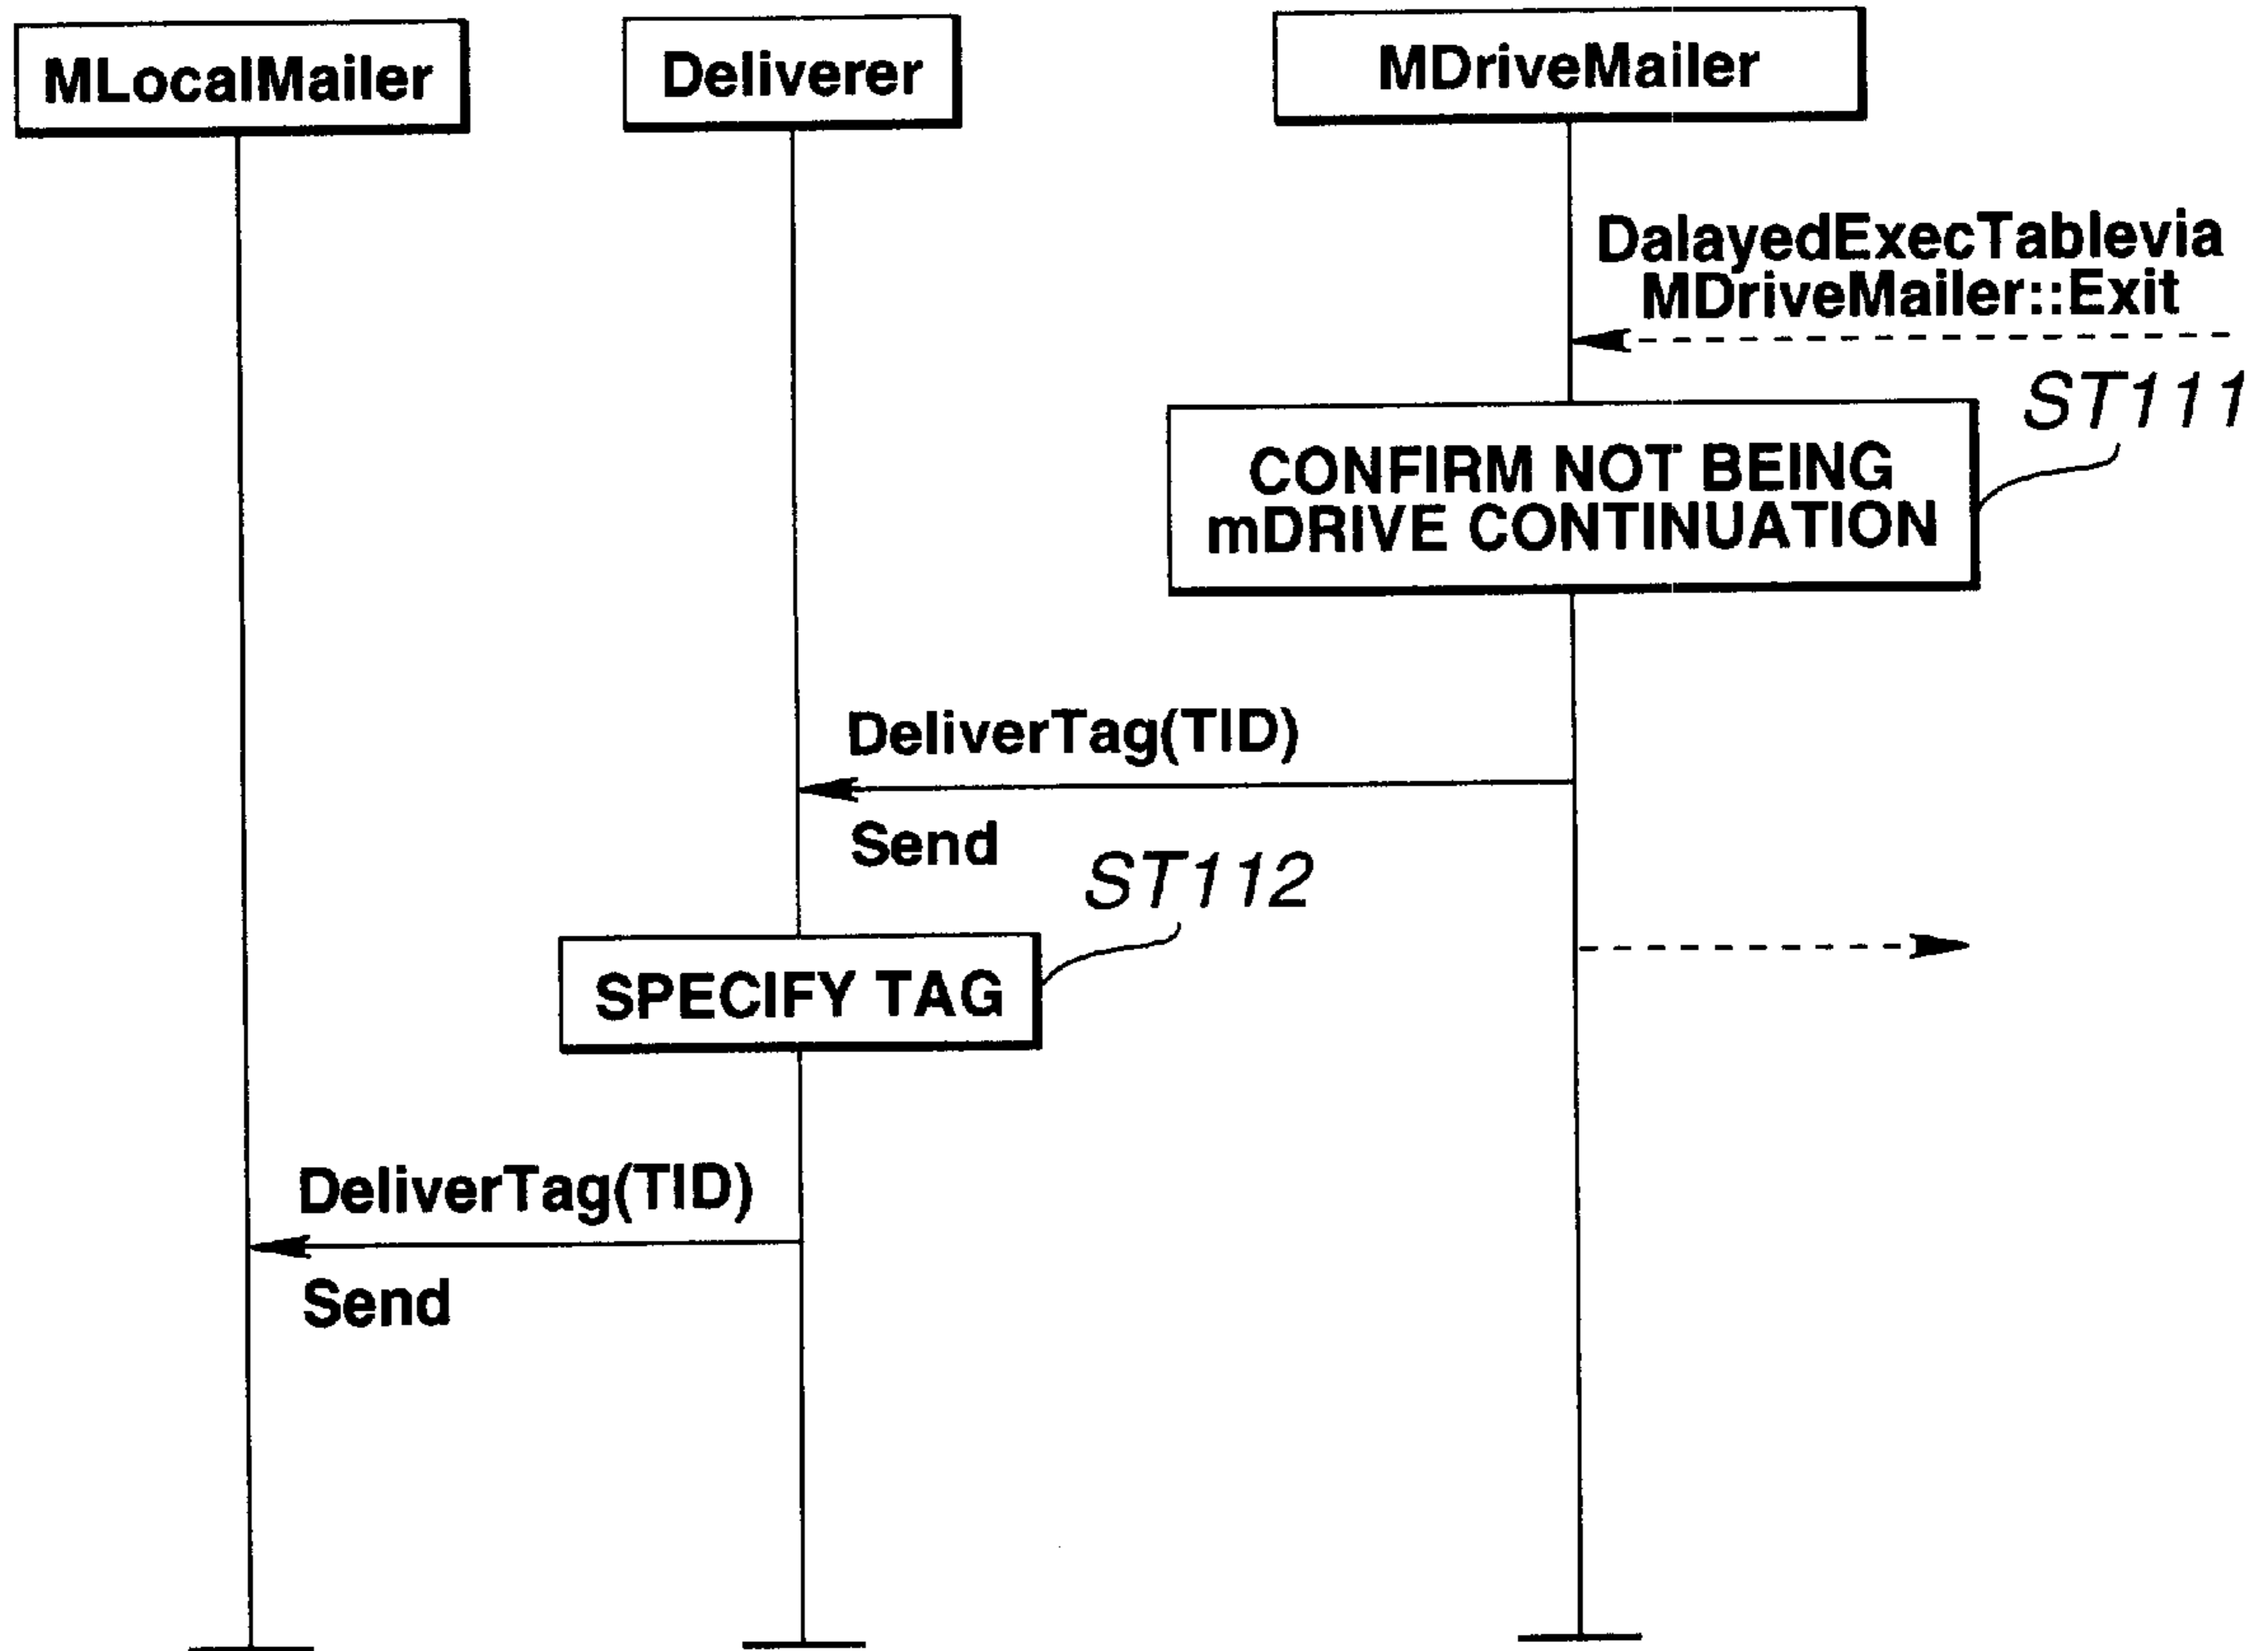 MLocalMailer
Deliverer
MDriveMailer
DalayedExecTablevia
MDriveMailer::Exit
ST111
CONFIRM NOT BEING
mDRIVE CONTINUATION
DeliverTag(TID)
Send
ST112
SPECIFY TAG
DeliverTag(TID)
Send